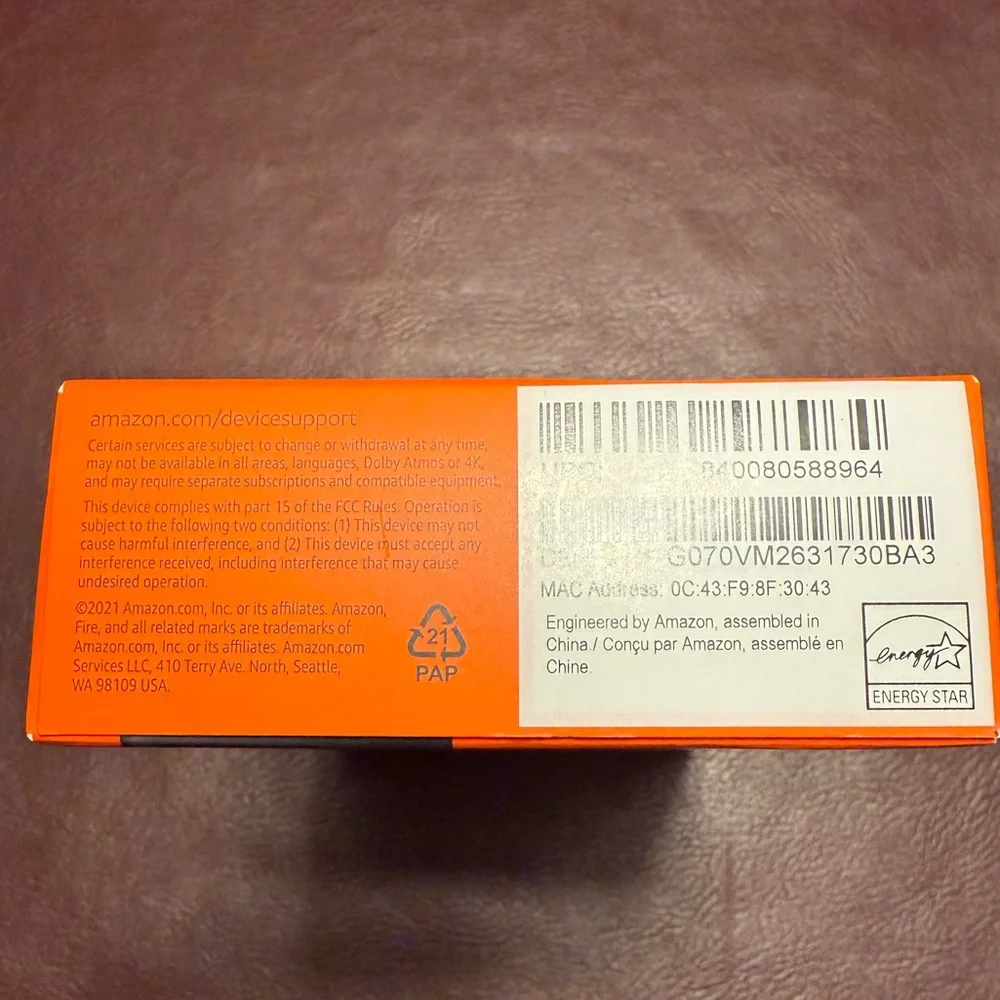 amazon.com/devicesupport
Certain services are subject to change or withdrawal at any time,
may not be available in all areas, languages, Dolby Atmos or 4K,
and may require separate subscriptions and compatible equipment.
This device complies with part 15 of the FCC Rules. Operation is
subject to the following two conditions: (1) This device may not
cause harmful interference, and (2) This device must accept any
interference received, including interference that may cause
undesired operation.
©2021 Amazon.com, Inc. or its affiliates. Amazon,
Fire, and all related marks are trademarks of
Amazon.com, Inc. or its affiliates. Amazon.com
Services LLC, 410 Terry Ave. North, Seattle,
WA 98109 USA.
21
PAP
UPC: 840080588964
G070VM2631730BA3
MAC Address: 0C:43:F9:8F:30:43
Engineered by Amazon, assembled in
China./ Conçu par Amazon, assemblé en
Chine.
energy
ENERGY STAR